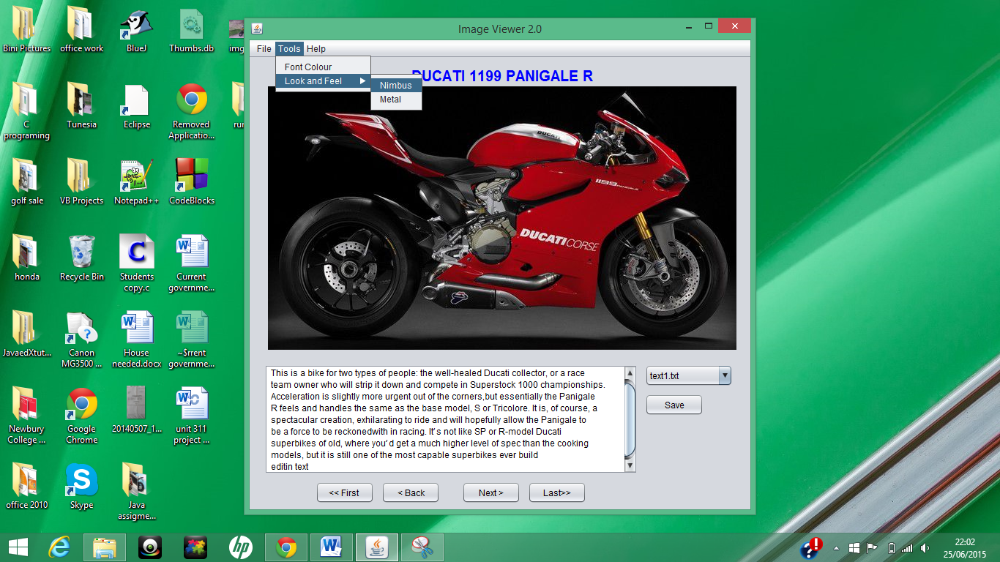 Image Viewer 2.0
File Tools Help
Font Colour
Look and Feel
Nimbus
Metal
DUCATI 1199 PANIGALE R
DUCATI
1199 PANIGALE
DUCATI CORSE
This is a bike for two types of people: the well-healed Ducati collector, or a race
team owner who will strip it down and compete in Superstock 1000 championships.
Acceleration is slightly more urgent out of the corners,but essentially the Panigale
R feels and handles the same as the base model, S or Tricolore. It is, of course, a
spectacular creation, exhilarating to ride and will hopefully allow the Panigale to
be a force to be reckonedwith in racing. It's not like SP or R-model Ducati
superbikes of old, where you'd get a much higher level of spec than the cooking
models, but it is still one of the most capable superbikes ever build
editin text
text1.txt
Save
<< First
< Back
Next >
Last>>
Bini Pictures
office work
BlueJ
Thumbs.db
img
C
programing
Tunesia
Eclipse
Removed
Applicatio...
golf sale
VB Projects
Notepad++
CodeBlocks
honda
Recycle Bin
Students
copy.c
Current
governme...
JavaedXtut...
Canon
MG3500 ...
House
needed.docx
~$rrent
governme...
Newbury
College ...
Google
Chrome
20140507_1...
unit 311
project ...
office 2010
Skype
Java
assigme...
hp
22:02
25/06/2015